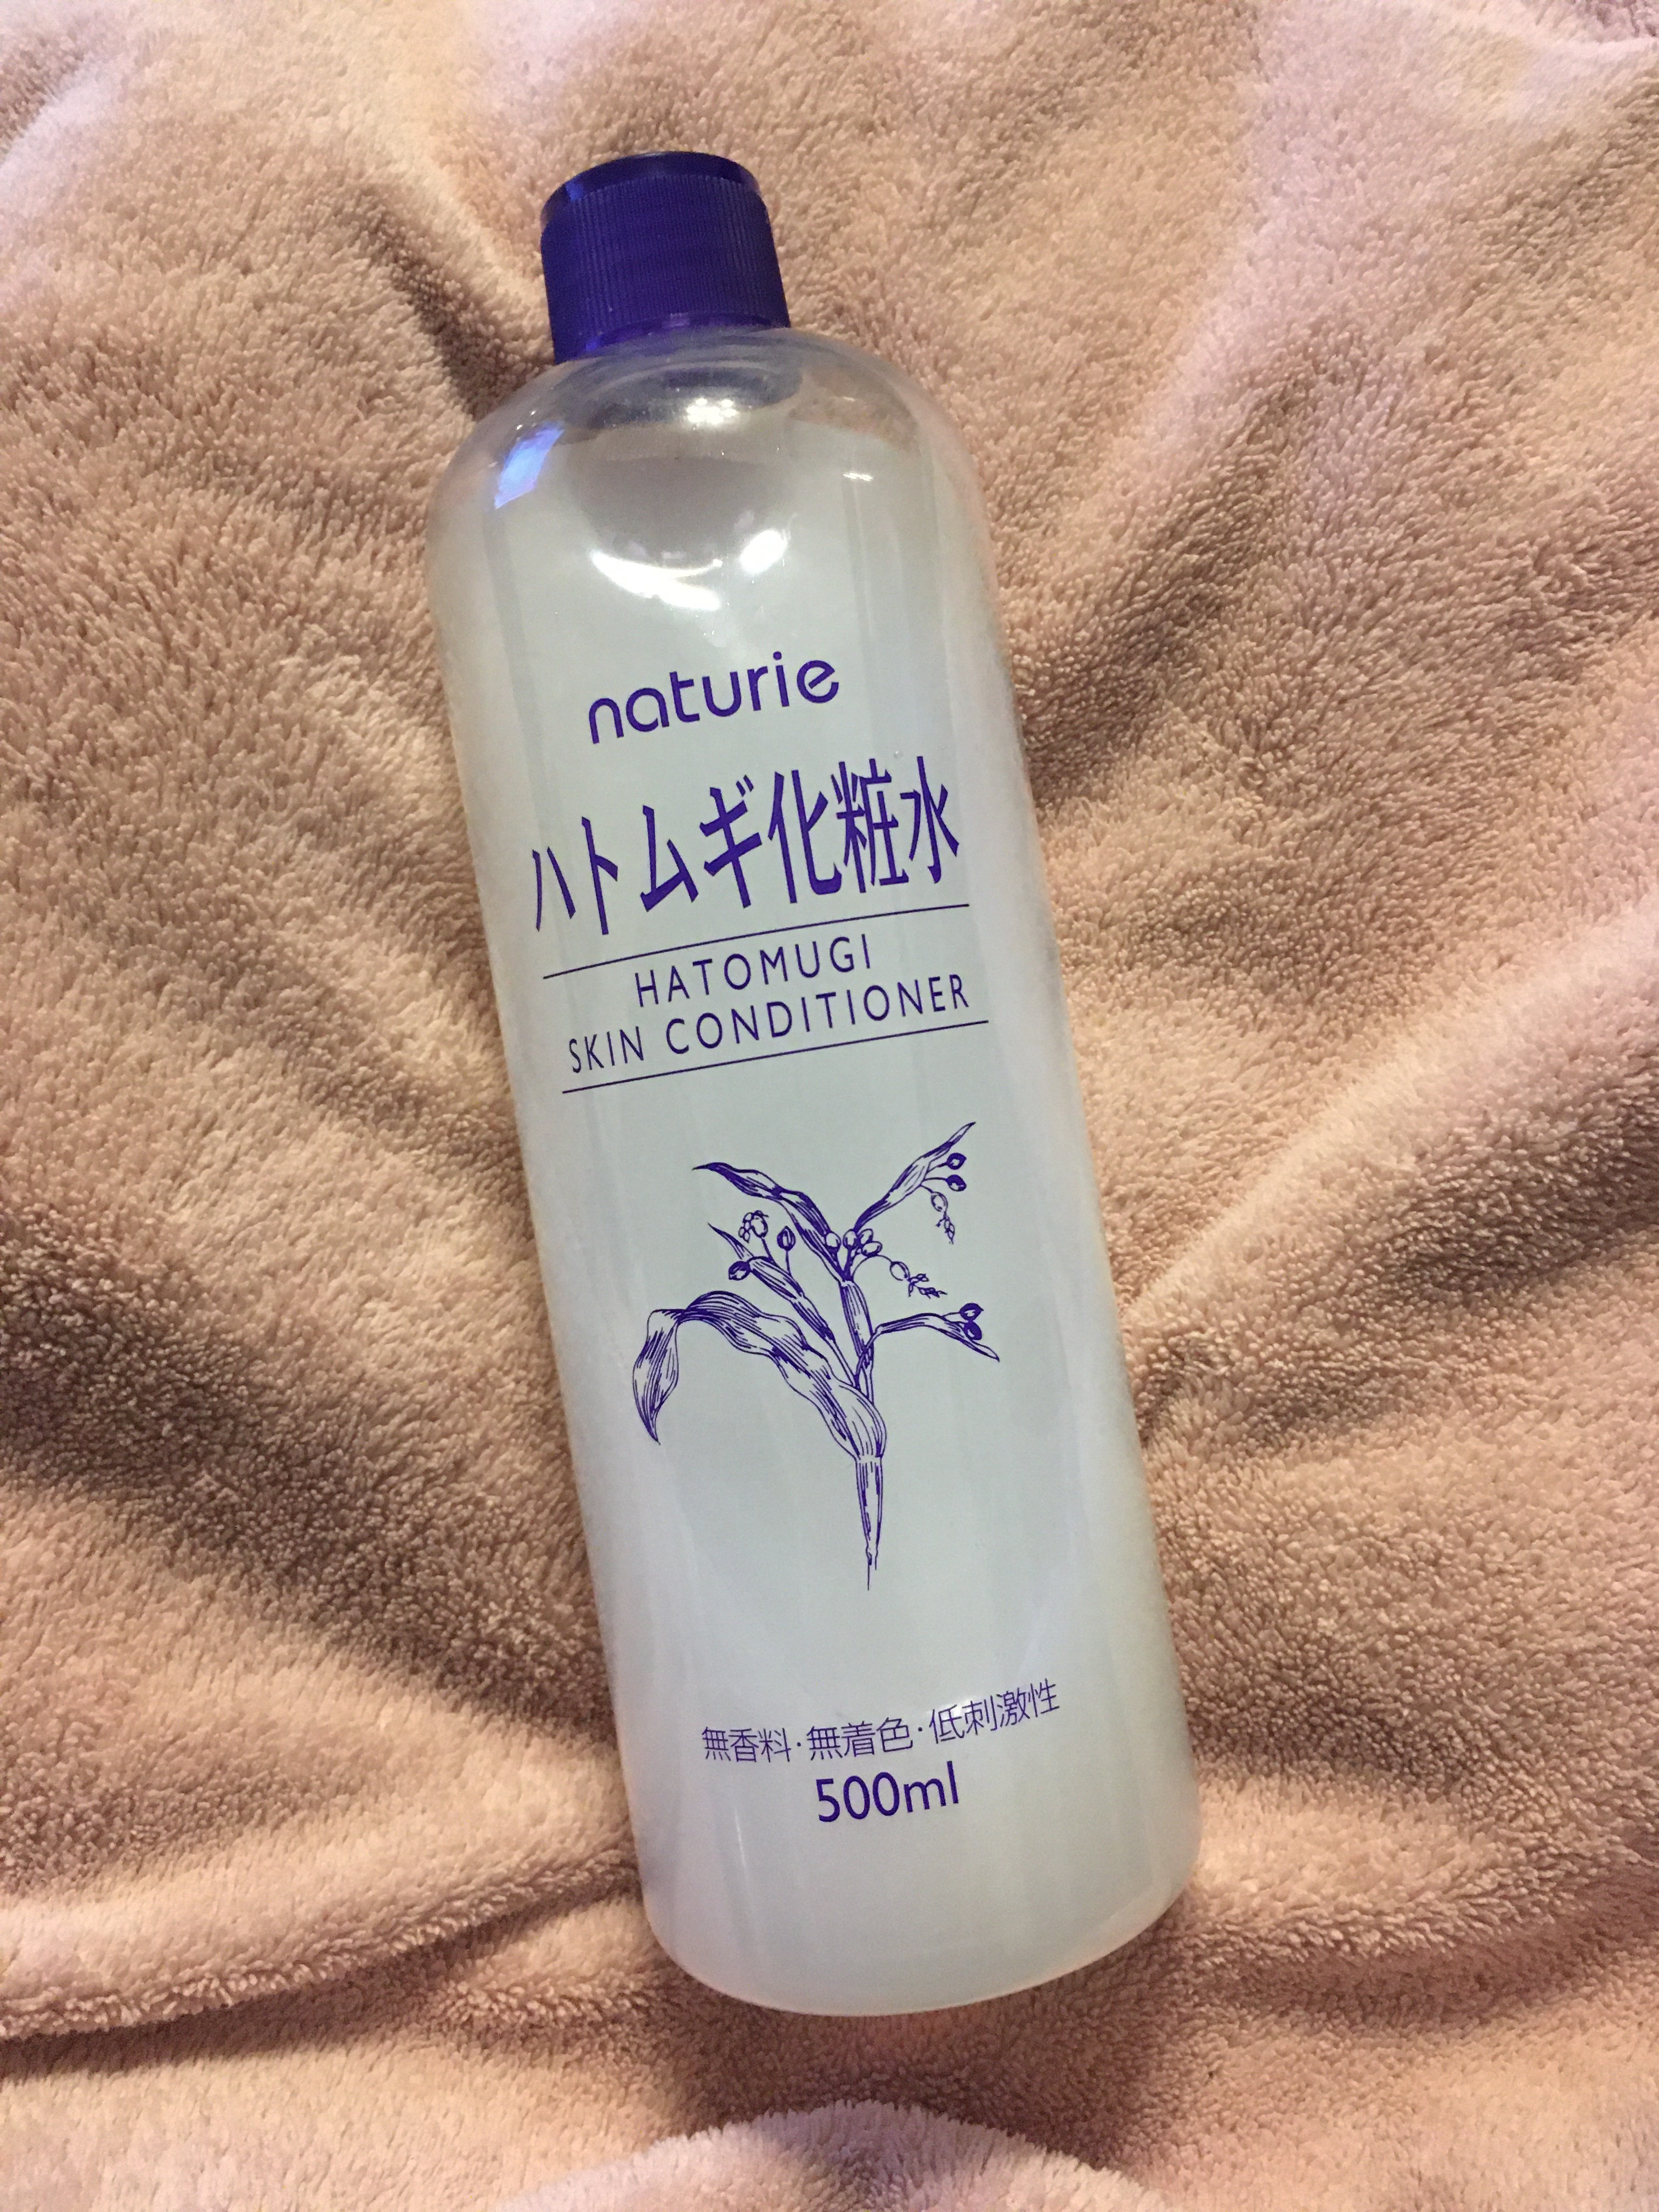 naturie
ハトムギ化粧水
HATOMUGI
SKIN CONDITIONER
無香料・無着色・低刺激性
500ml